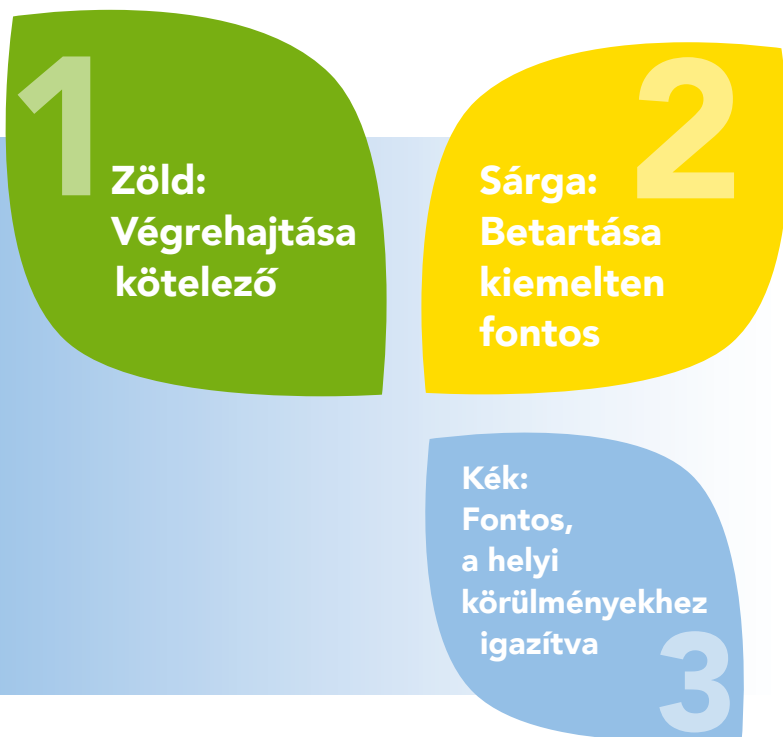 1
Zöld:
Végrehajtása
kötelező
2
Sárga:
Betartása
kiemelten
fontos
Kék:
Fontos,
a helyi
körülményekhez
igazítva
3